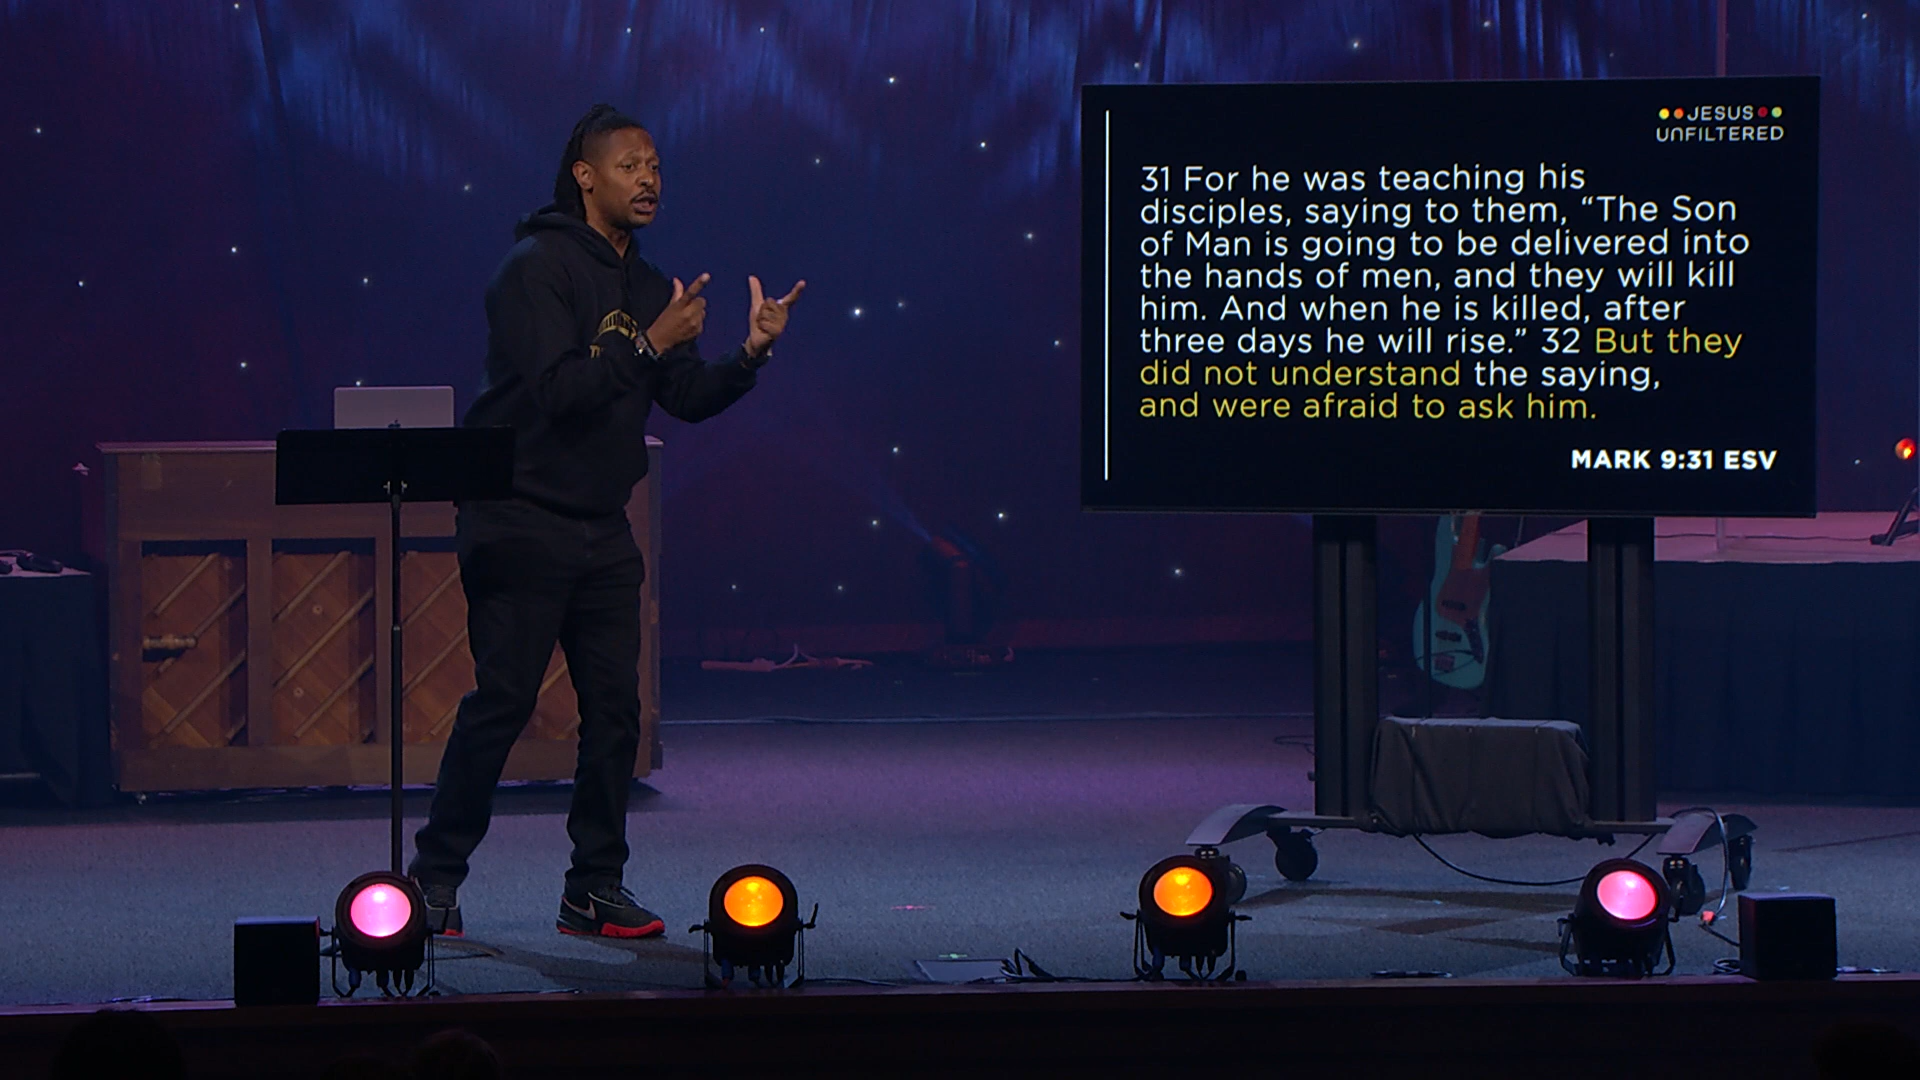 JESUS
UNFILTERED
31 For he was teaching his
disciples, saying to them, “The Son
of Man is going to be delivered into
the hands of men, and they will kill
him. And when he is killed, after
three days he will rise.” 32 But they
did not understand the saying,
and were afraid to ask him.
MARK 9:31 ESV